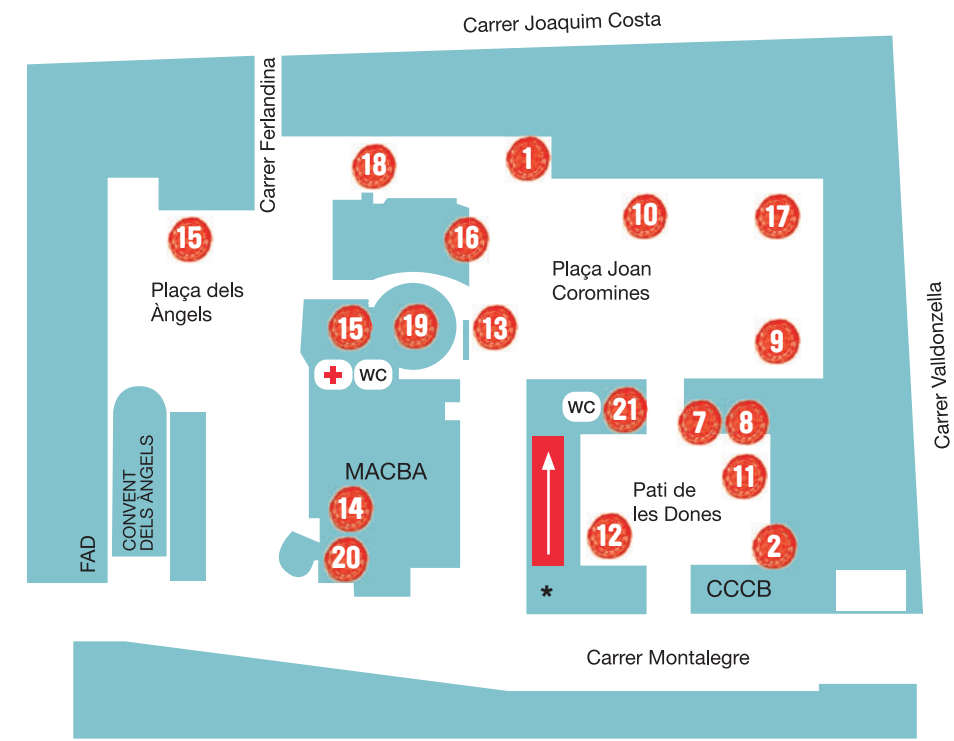 Carrer Joaquim Costa
Carrer Ferlandina
18
1
15
16
10
17
Plaça dels
Àngels
Plaça Joan
Coromines
15
19
13
9
Carrer Valldonzella
WC
WC
21
7
8
MACBA
11
Pati de
les Dones
14
12
2
20
CONVENT
DELS ÀNGELS
FAD
*
CCCB
Carrer Montalegre